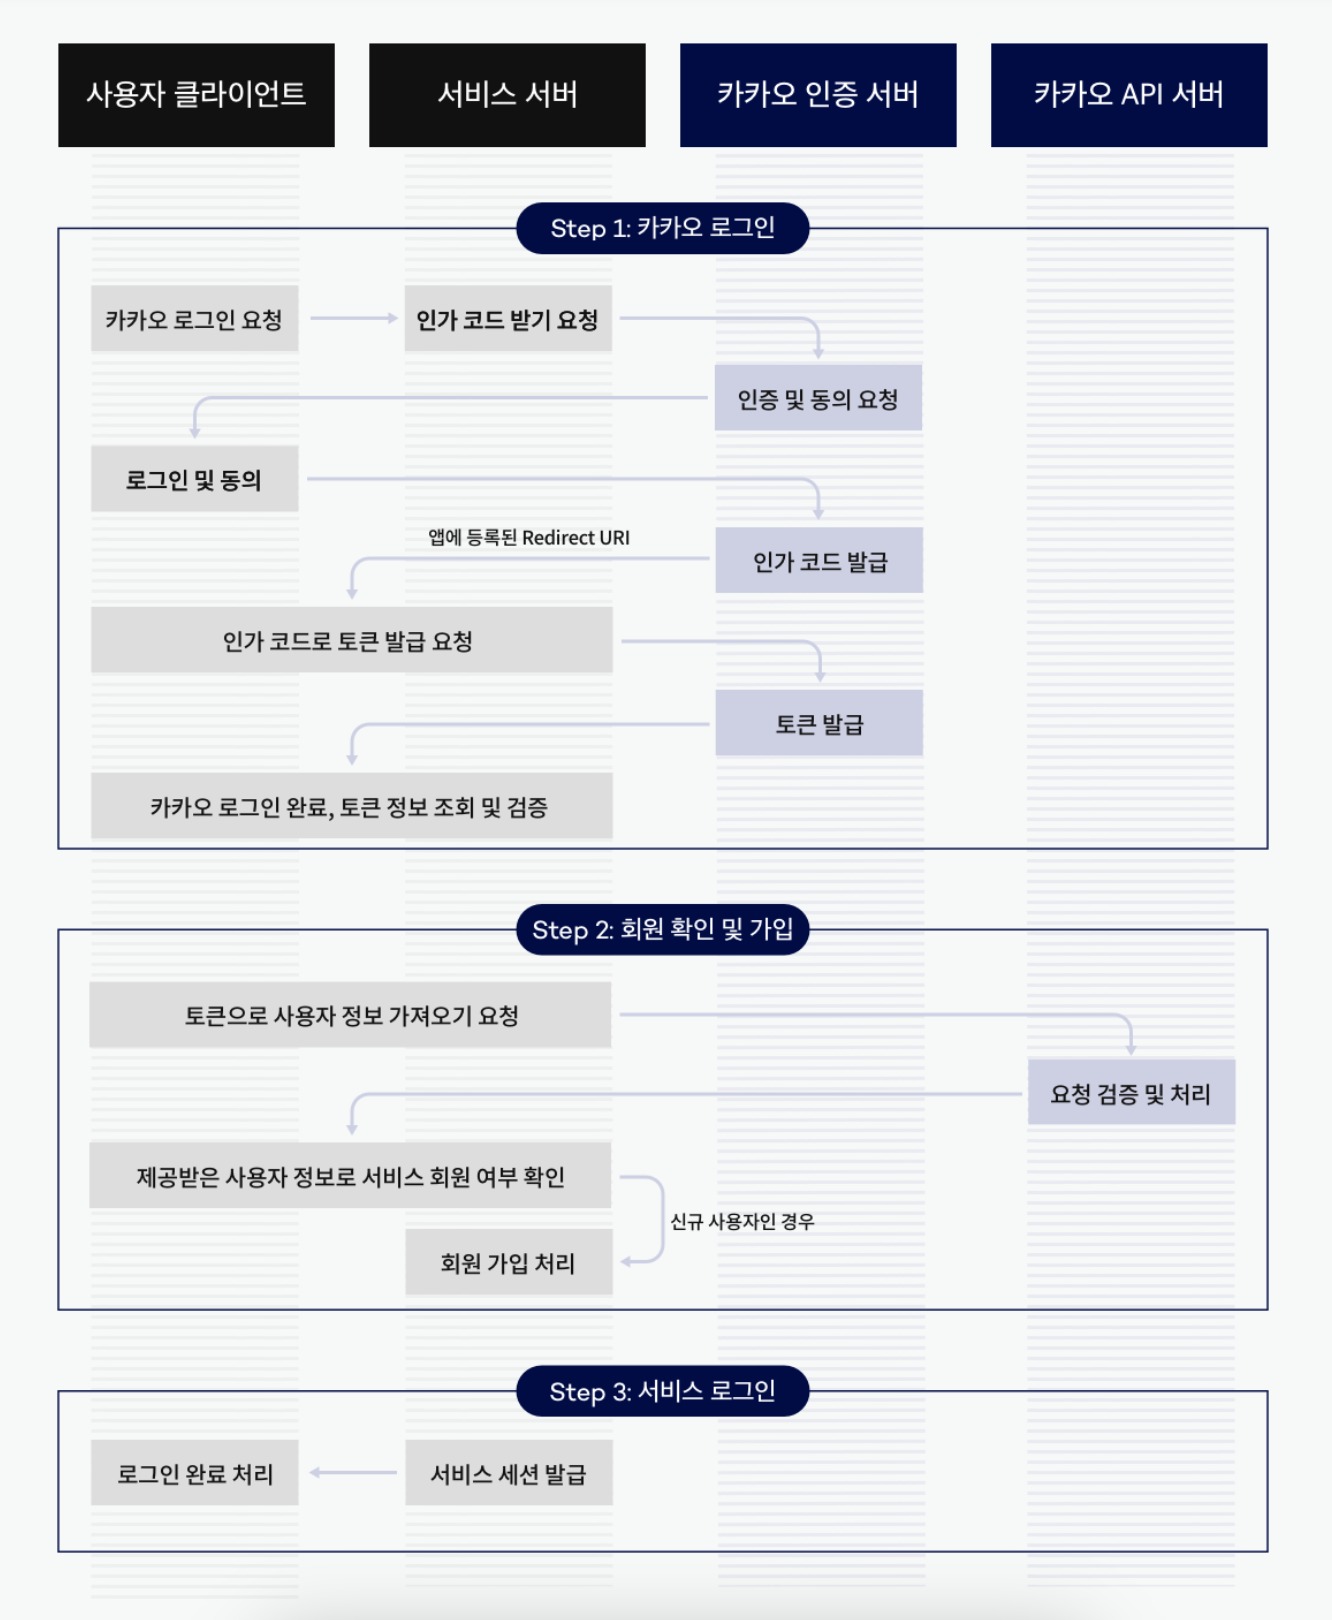 사용자 클라이언트
서비스 서버
카카오 인증 서버
카카오 API 서버
Step 1: 카카오 로그인
카카오 로그인 요청
인가 코드 받기 요청
인증 및 동의 요청
로그인 및 동의
앱에 등록된 Redirect URI
인가 코드 발급
인가 코드로 토큰 발급 요청
토큰 발급
카카오 로그인 완료, 토큰 정보 조회 및 검증
Step 2: 회원 확인 및 가입
토큰으로 사용자 정보 가져오기 요청
요청 검증 및 처리
제공받은 사용자 정보로 서비스 회원 여부 확인
신규 사용자인 경우
회원 가입 처리
Step 3: 서비스 로그인
로그인 완료 처리
서비스 세션 발급